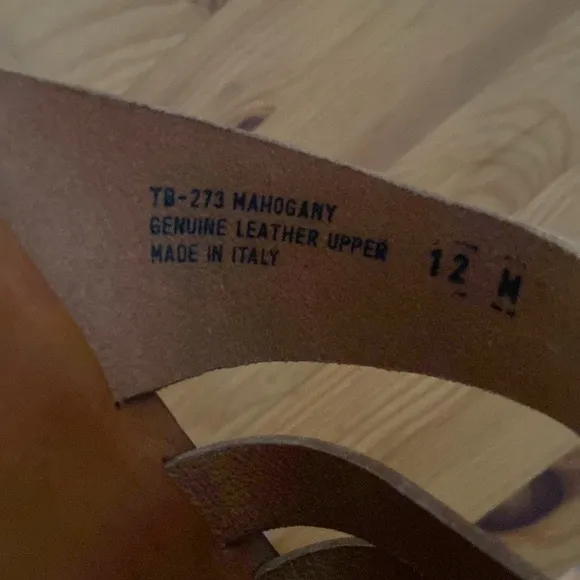 TB-273 MAHOGANY
GENUINE LEATHER UPPER
MADE IN ITALY
12 M